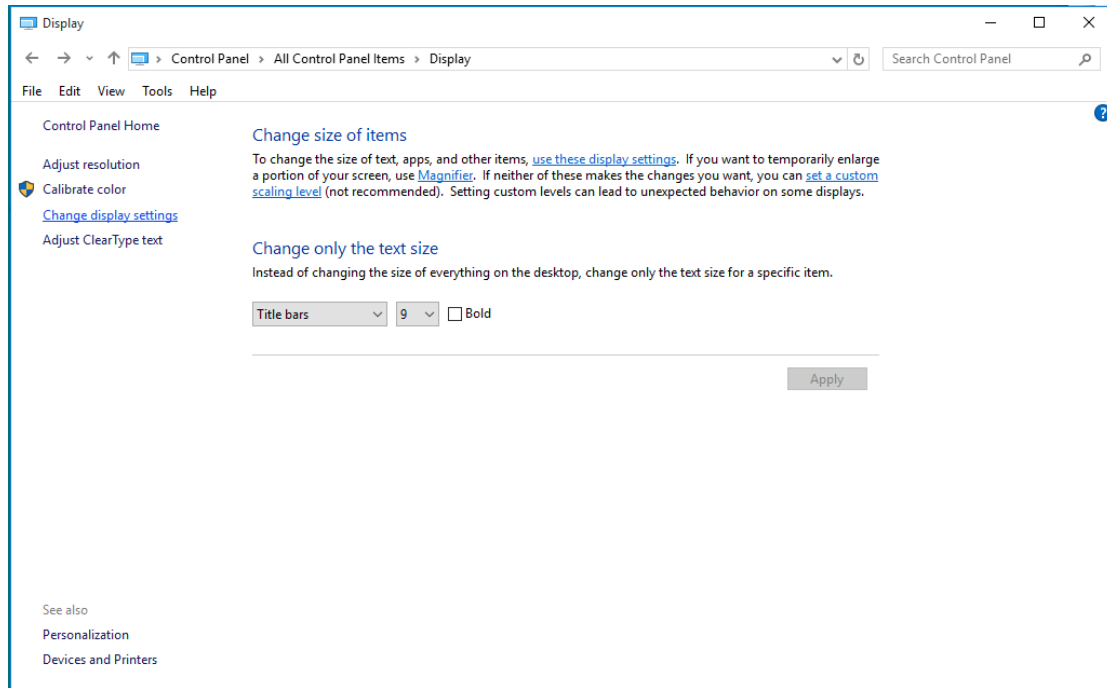 Display
Control Panel > All Control Panel Items > Display
Search Control Panel
File Edit View Tools Help
?
Control Panel Home
Adjust resolution
Calibrate color
Change display settings
Adjust ClearType text
Change size of items
To change the size of text, apps, and other items, use these display settings. If you want to temporarily enlarge
a portion of your screen, use Magnifier. If neither of these makes the changes you want, you can set a custom
scaling level (not recommended). Setting custom levels can lead to unexpected behavior on some displays.
Change only the text size
Instead of changing the size of everything on the desktop, change only the text size for a specific item.
Title bars 9 Bold
Apply
See also
Personalization
Devices and Printers